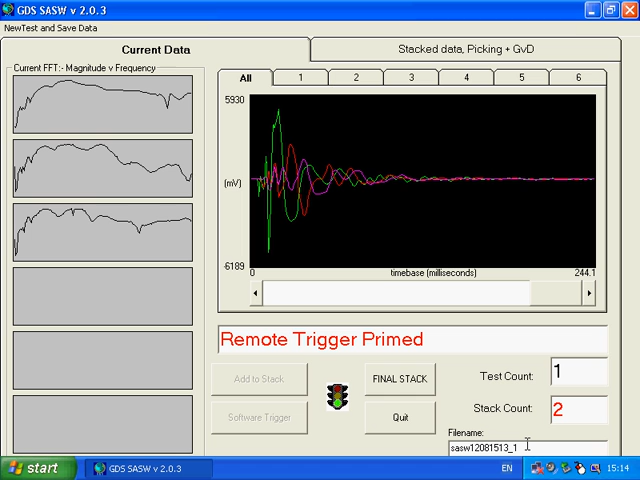 GDS SASW v 2.0.3
NewTest and Save Data
Current Data
Stacked data, Picking + GvD
Current FFT:- Magnitude v Frequency
All 1 2 3 4 5 6
5930
(mV)
-6189
0 timebase (milliseconds) 244.1
Remote Trigger Primed
Add to Stack
FINAL STACK
Test Count: 1
Software Trigger
Quit
Stack Count: 2
Filename:
sasw12081513_1
start
GDS SASW v 2.0.3
EN
15:14